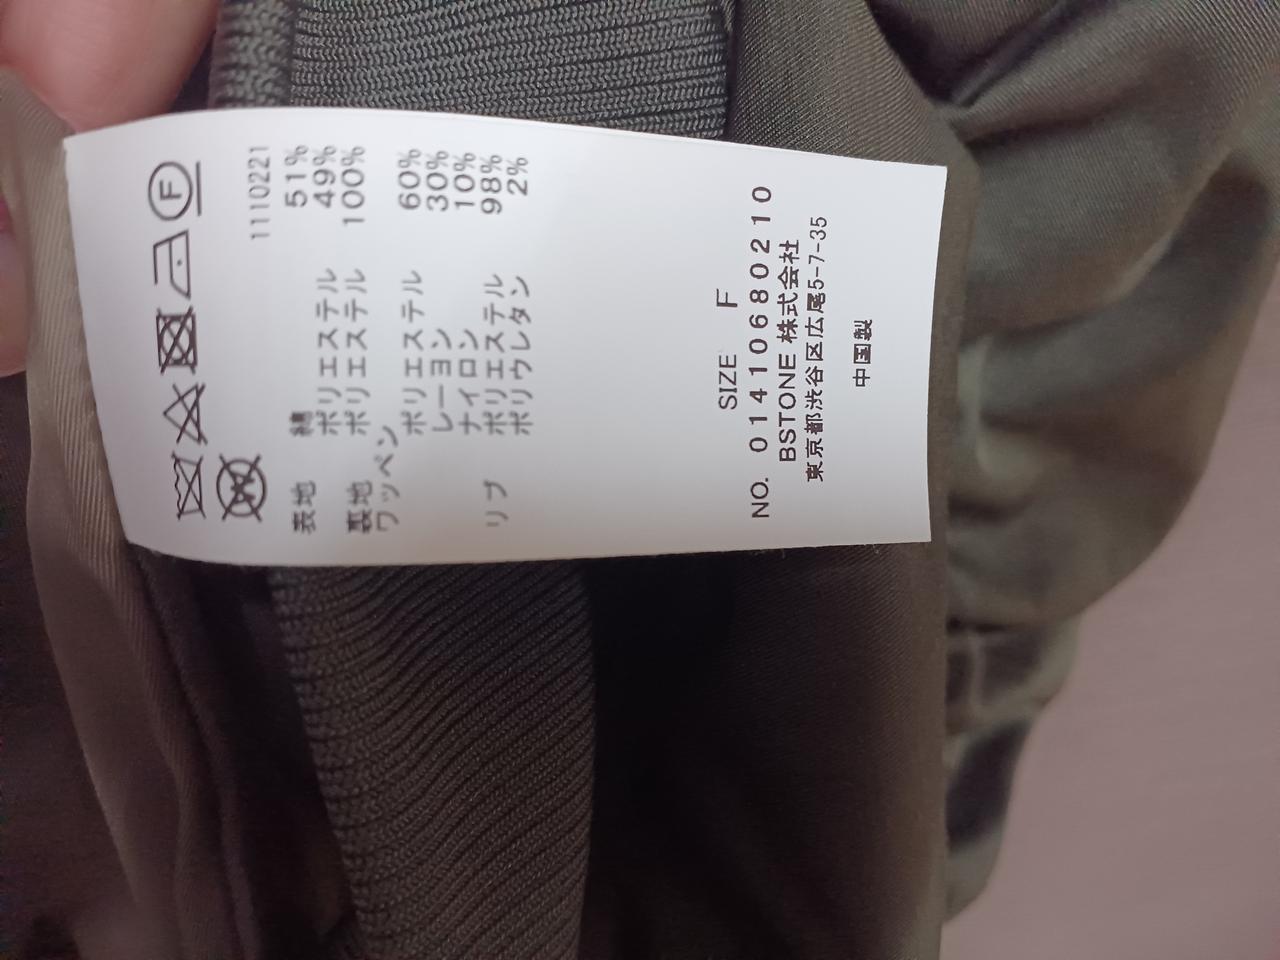 F
W
1110221
表地 綿 51%
ポリエステル 49%
裏地 ポリエステル 100%
ワッペン
ポリエステル 60%
レーヨン 30%
ナイロン 10%
リブ ポリエステル 98%
ポリウレタン 2%
SIZE F
NO. 01410680210
BSTONE 株式会社
東京都渋谷区広尾5-7-35
中国製